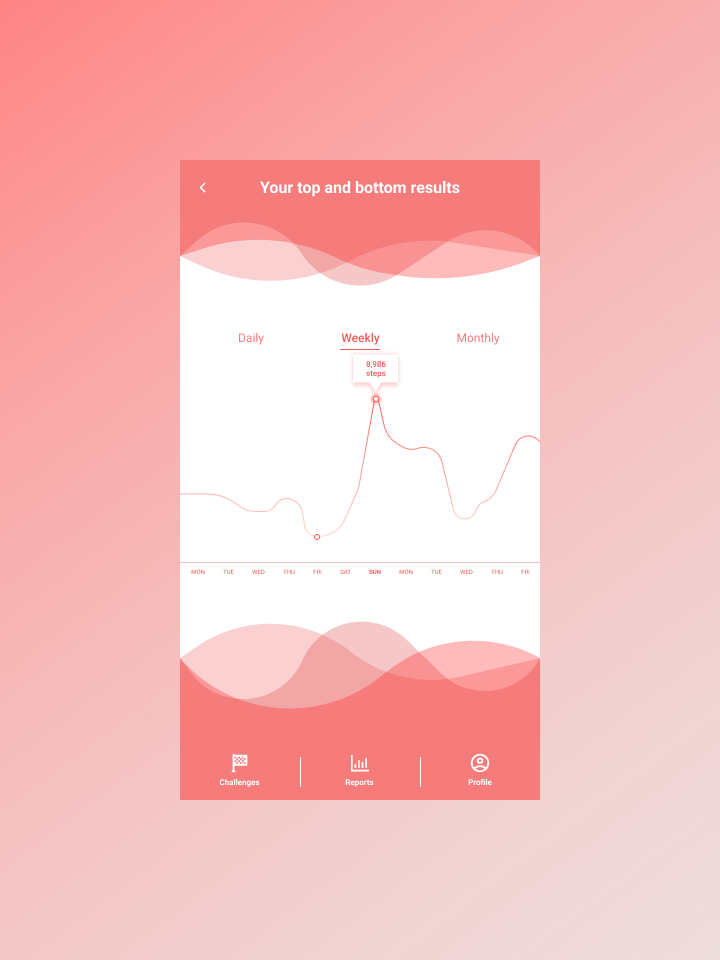 Your top and bottom results
Daily Weekly Monthly
8,986
steps
MON TUE WED THU FRI SAT SUN MON TUE WED THU FRI
Challenges Reports Profile